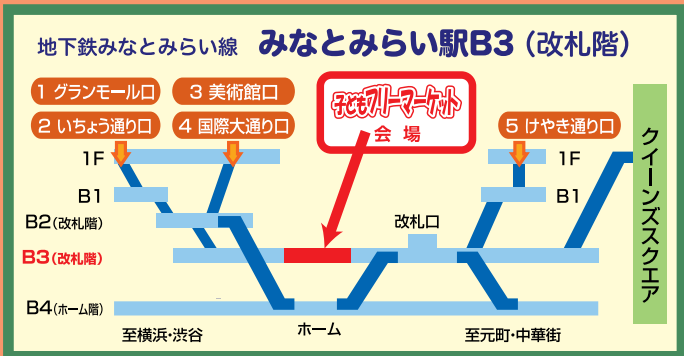 地下鉄みなとみらい線 みなとみらい駅B3（改札階）
1 グランモール口
3 美術館口
2 いちょう通り口
4 国際大通り口
子どもフリーマーケット
会場
5 けやき通り口
クイーンズスクエア
1F
1F
B1
B1
B2（改札階）
改札口
B3（改札階）
B4（ホーム階）
至横浜・渋谷
ホーム
至元町・中華街